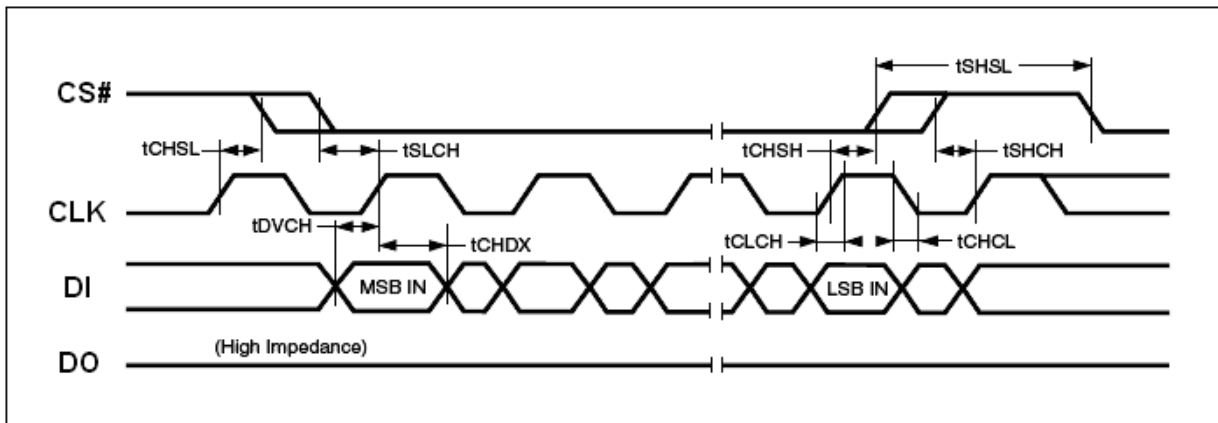 tSHSL
CS#
tCHSL
tSLCH
tCHSH
tSHCH
CLK
tDVCH
tCHDX
tCLCH
tCHCL
DI
MSB IN
LSB IN
(High Impedance)
DO